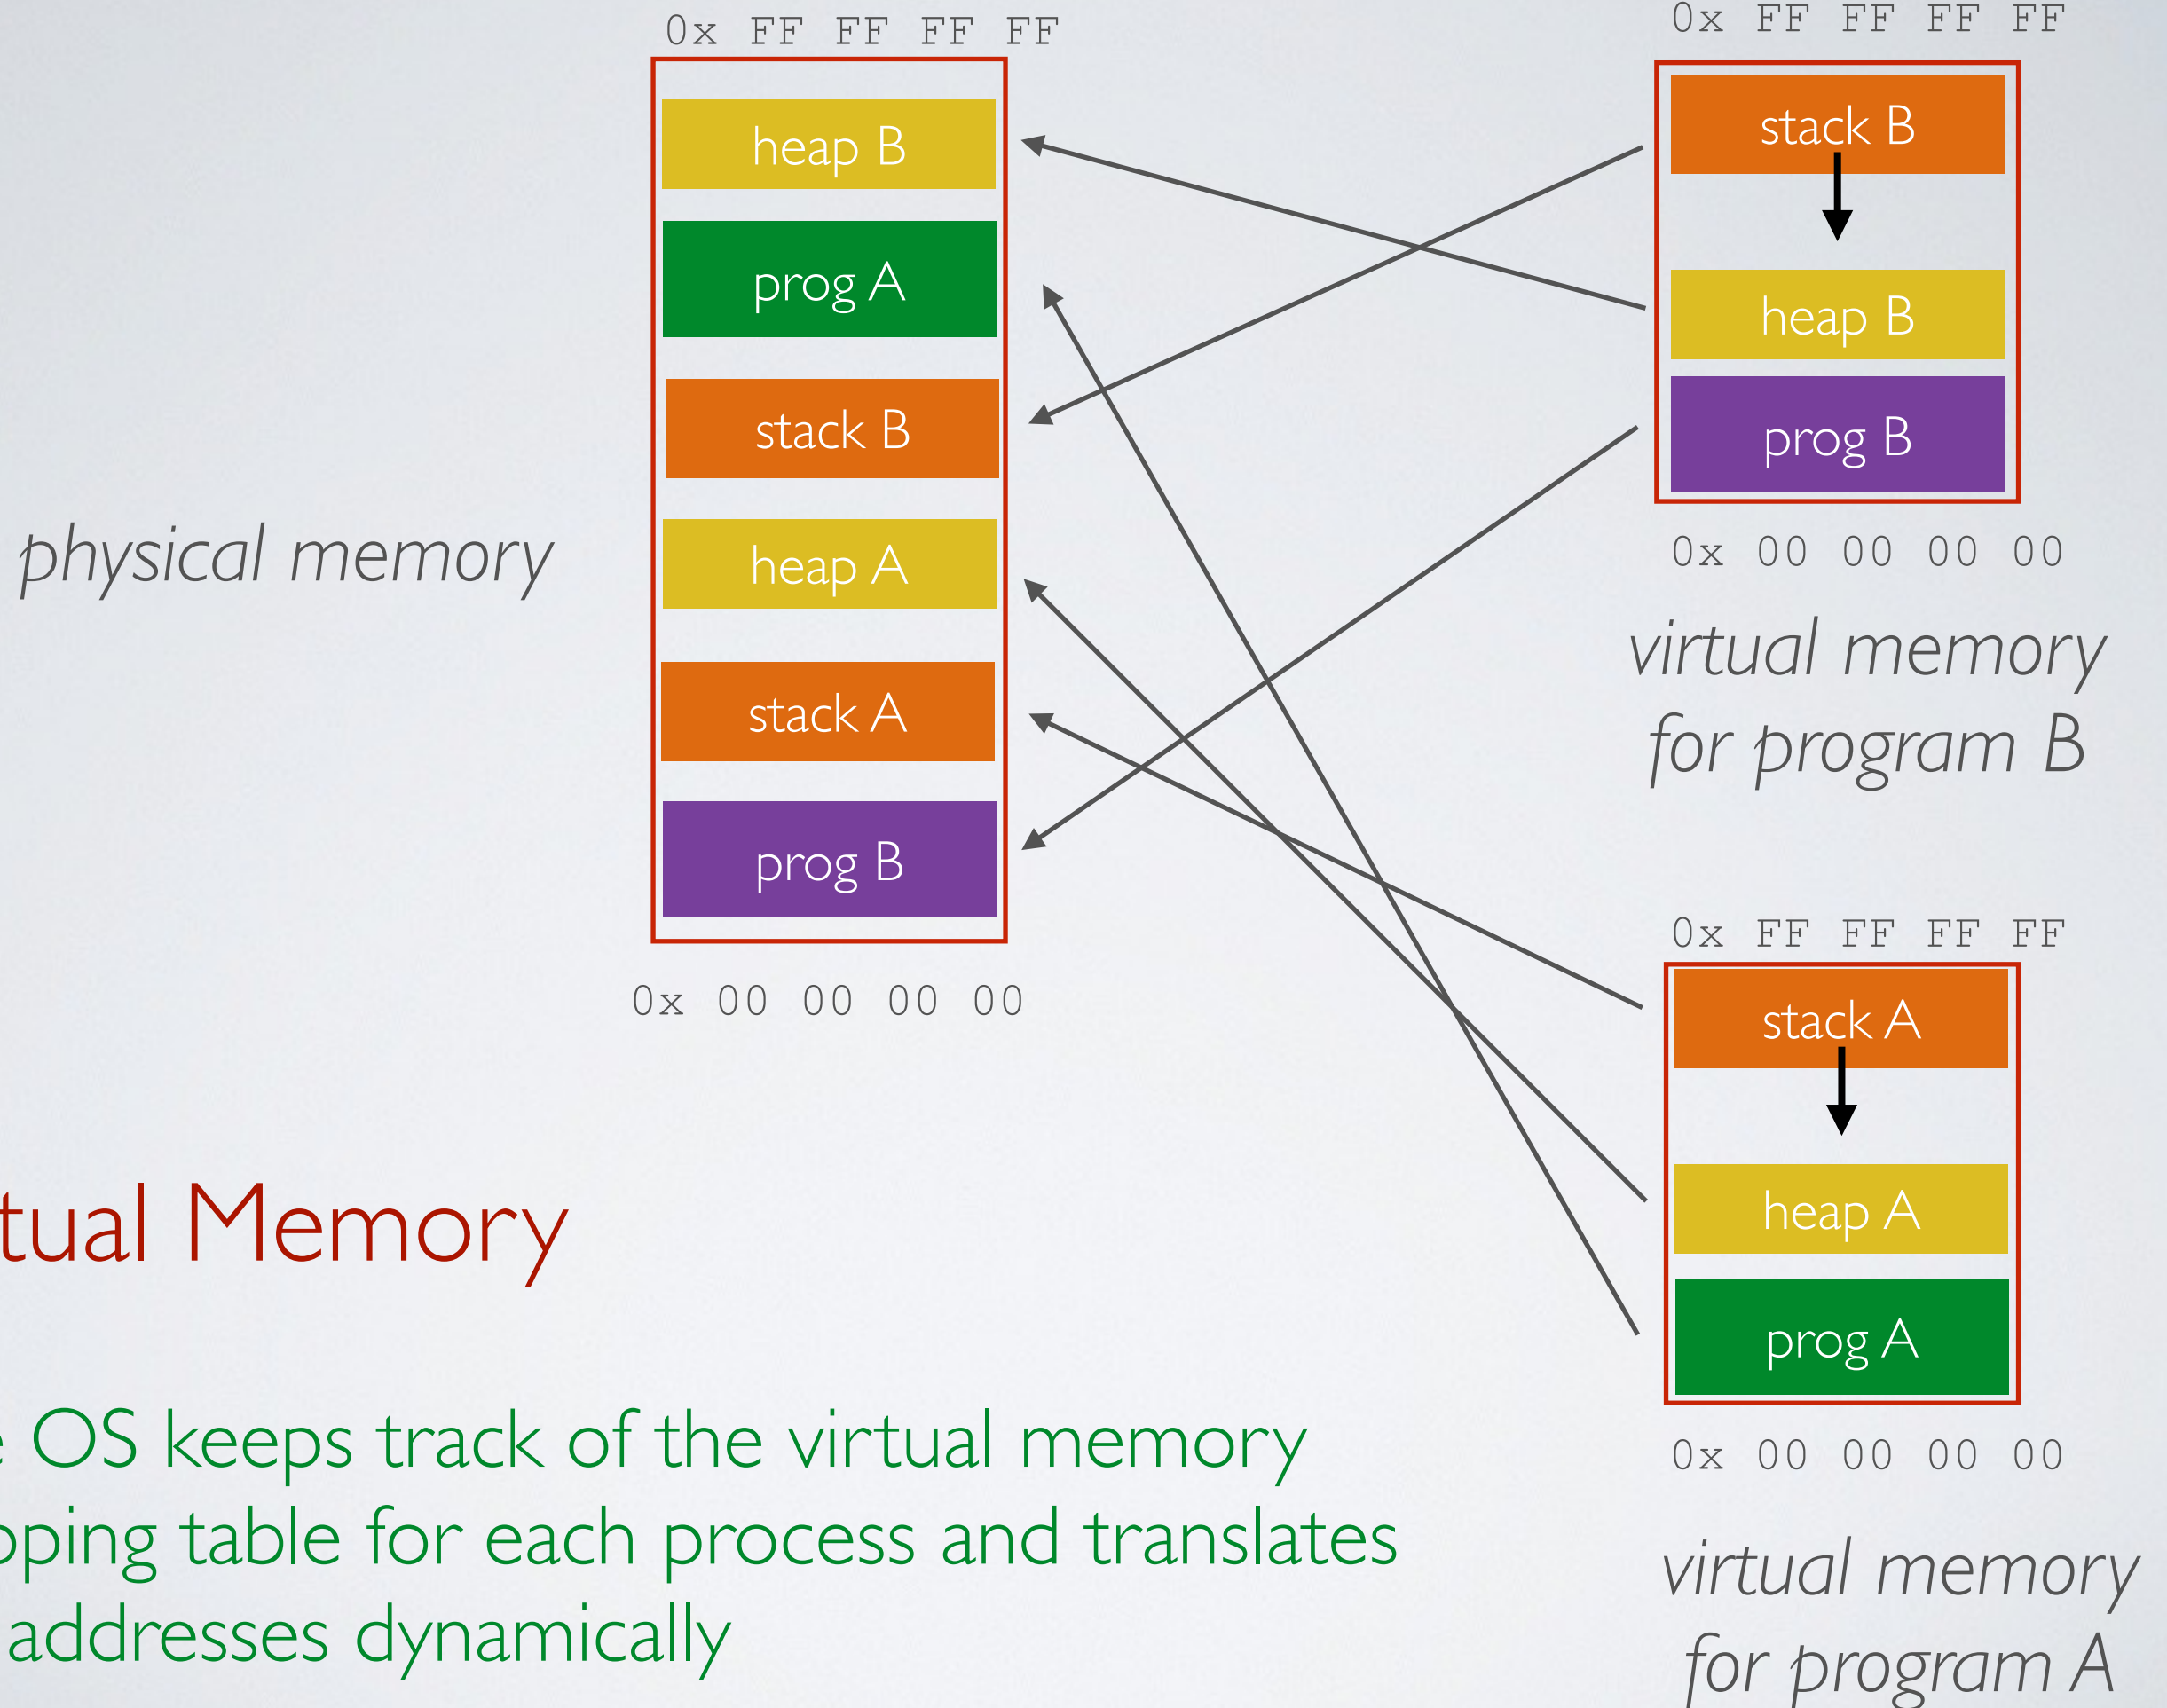 0x FF FF FF FF
heap B
prog A
stack B
heap A
stack A
prog B
0x 00 00 00 00
physical memory
0x FF FF FF FF
stack B
heap B
prog B
0x 00 00 00 00
virtual memory
for program B
0x FF FF FF FF
stack A
heap A
prog A
0x 00 00 00 00
virtual memory
for program A
tual Memory
e OS keeps track of the virtual memory
pping table for each process and translates
addresses dynamically